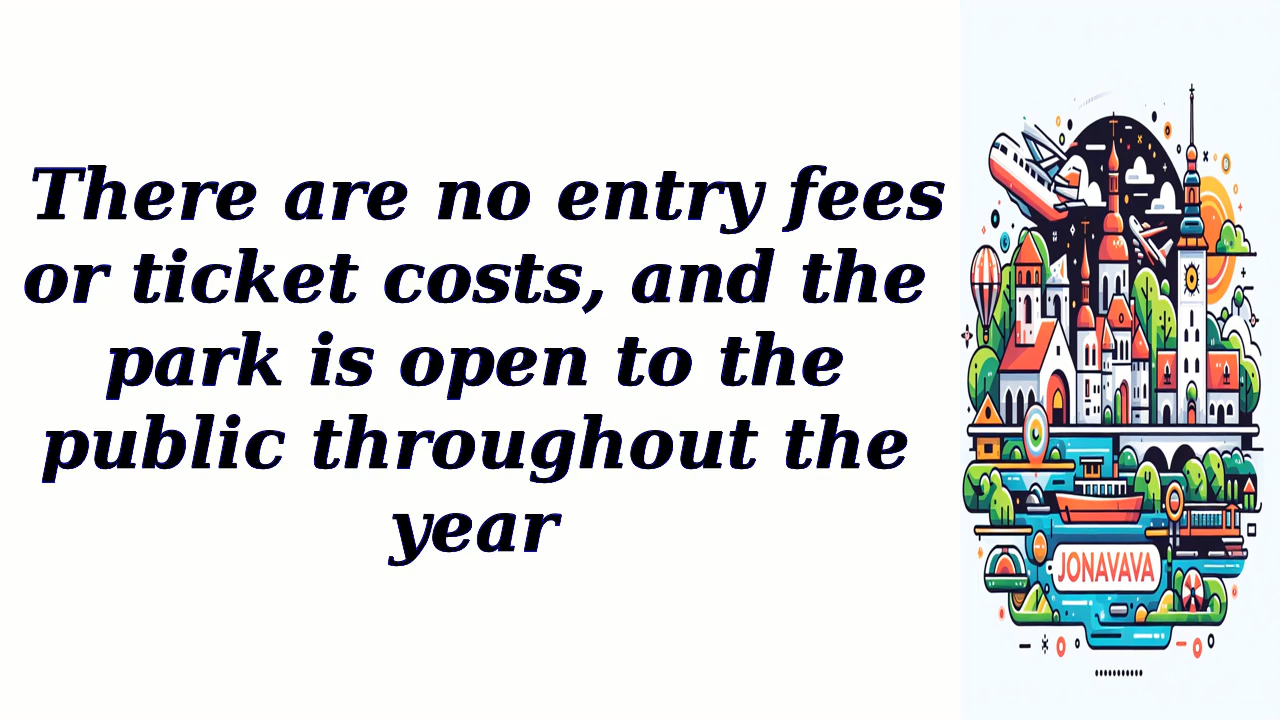 There are no entry fees
or ticket costs, and the
park is open to the
public throughout the
year
JONAVAVA